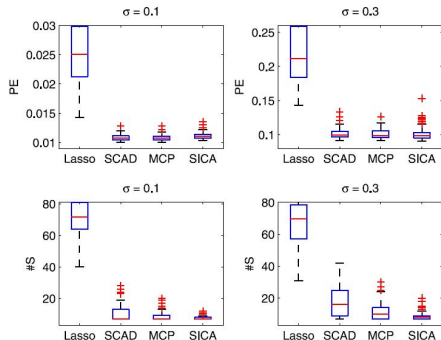 σ = 0.1
0.03
0.025
0.02
0.015
0.01
PE
Lasso SCAD MCP SICA
σ = 0.3
0.25
0.2
0.15
0.1
PE
Lasso SCAD MCP SICA
σ = 0.1
80
60
40
20
#S
Lasso SCAD MCP SICA
σ = 0.3
80
60
40
20
#S
Lasso SCAD MCP SICA